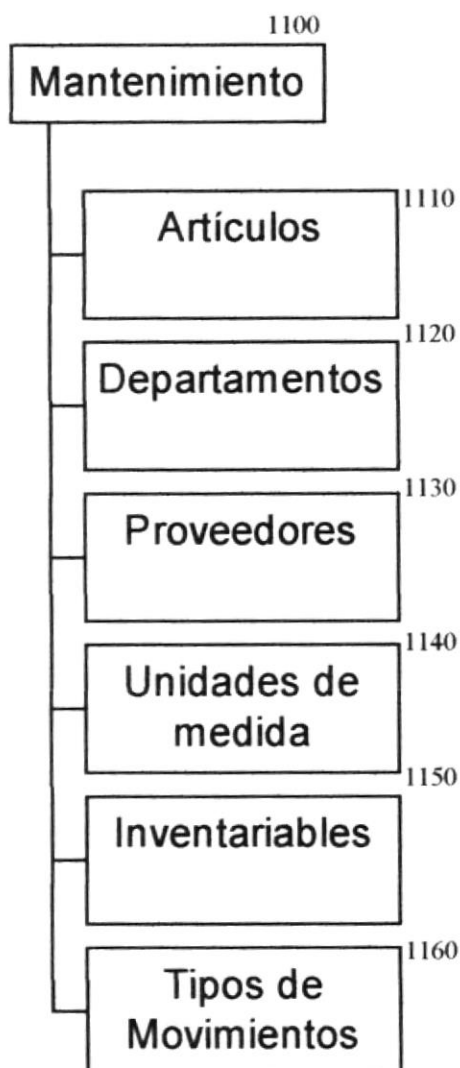 1100
Mantenimiento
1110
Artículos
1120
Departamentos
1130
Proveedores
1140
Unidades de
medida
1150
Inventariables
1160
Tipos de
Movimientos